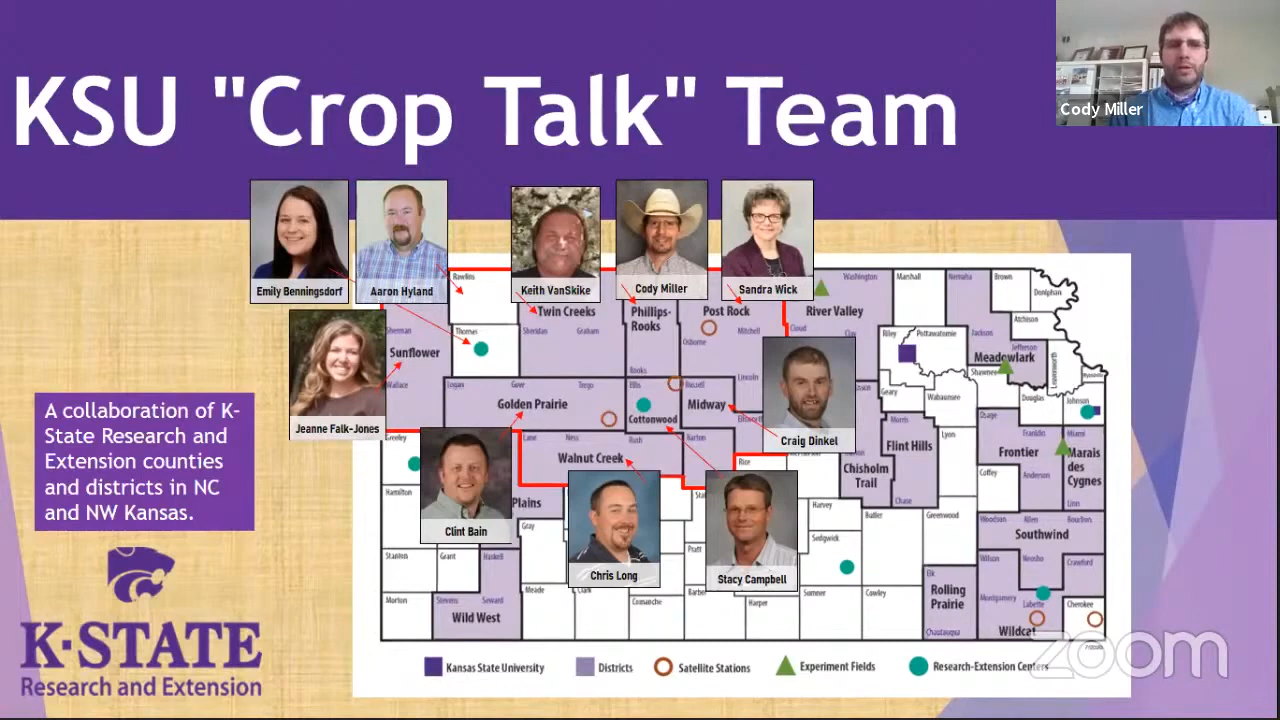 KSU "Crop Talk" Team
Cody Miller
Emily Benningsdorf
Aaron Hyland
Keith VanSkike
Cody Miller
Sandra Wick
Jeanne Falk-Jones
Craig Dinkel
Clint Bain
Chris Long
Stacy Campbell
A collaboration of K-
State Research and
Extension counties
and districts in NC
and NW Kansas.
K-STATE
Research and Extension
Rawlins
Washington
Marshall
Nemaha
Brown
Doniphan
Atchison
Twin Creeks
Phillips-
Rooks
Post Rock
River Valley
Sherman
Thomas
Sheridan
Graham
Osborne
Mitchell
Cloud
Clay
Riley
Pottawatomie
Jackson
Jefferson
Leavenworth
Meadowlark
Shawnee
Sunflower
Wallace
Logan
Gove
Trego
Rooks
Ellis
Russell
Lincoln
Ellsworth
Geary
Wabaunsee
Douglas
Johnson
Golden Prairie
Cottonwood
Midway
Morris
Osage
Franklin
Miami
Greeley
Lane
Ness
Rush
Barton
Rice
Walnut Creek
Flint Hills
Lyon
Frontier
Marais
des
Cygnes
Chisholm
Trail
Chase
Coffey
Anderson
Linn
Hamilton
Plains
Gray
Harvey
Butler
Greenwood
Woodson
Allen
Bourbon
Southwind
Stanton
Grant
Haskell
Pratt
Sedgwick
Wilson
Neosho
Crawford
Elk
Rolling
Prairie
Chautauqua
Montgomery
Labette
Cherokee
Morton
Stevens
Seward
Wild West
Meade
Clark
Comanche
Barber
Harper
Sumner
Cowley
Wildcat
Kansas State University
Districts
Satellite Stations
Experiment Fields
Research-Extension Centers
zoom